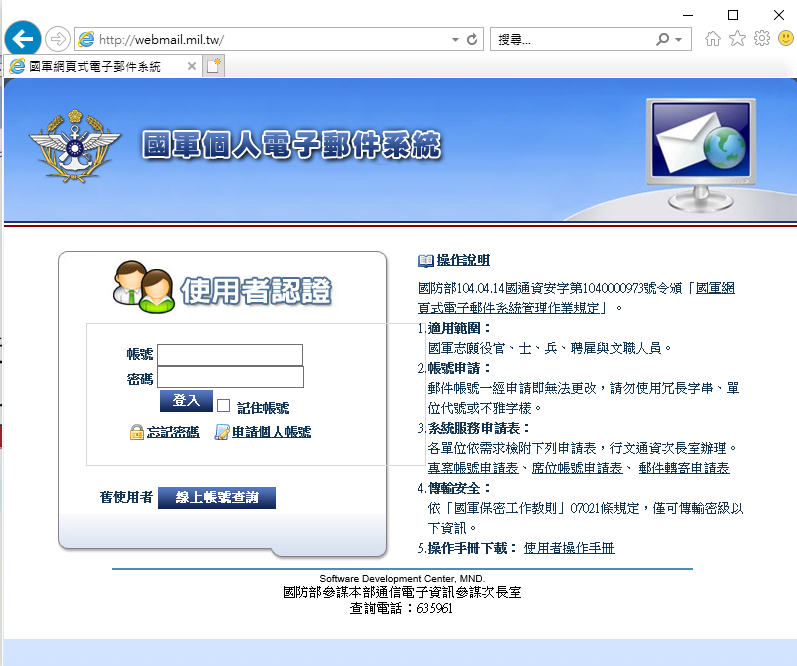 http://webmail.mil.tw/
搜尋...
國軍網頁式電子郵件系統
國軍個人電子郵件系統
使用者認證
帳號
密碼
登入 記住帳號
忘記密碼 申請個人帳號
舊使用者 線上帳號查詢
操作說明
國防部104.04.14國通資安字第1040000973號令頒「國軍網
頁式電子郵件系統管理作業規定」。
1.適用範圍：
國軍志願役官、士、兵、聘雇與文職人員。
2.帳號申請：
郵件帳號一經申請即無法更改，請勿使用冗長字串、單
位代號或不雅字樣。
3.系統服務申請表：
各單位依需求檢附下列申請表，行文通資次長室辦理。
專案帳號申請表、席位帳號申請表、 郵件轉寄申請表
4.傳輸安全：
依「國軍保密工作教則」07021條規定，僅可傳輸密級以
下資訊。
5.操作手冊下載： 使用者操作手冊
Software Development Center, MND.
國防部參謀本部通信電子資訊參謀次長室
查詢電話：635961